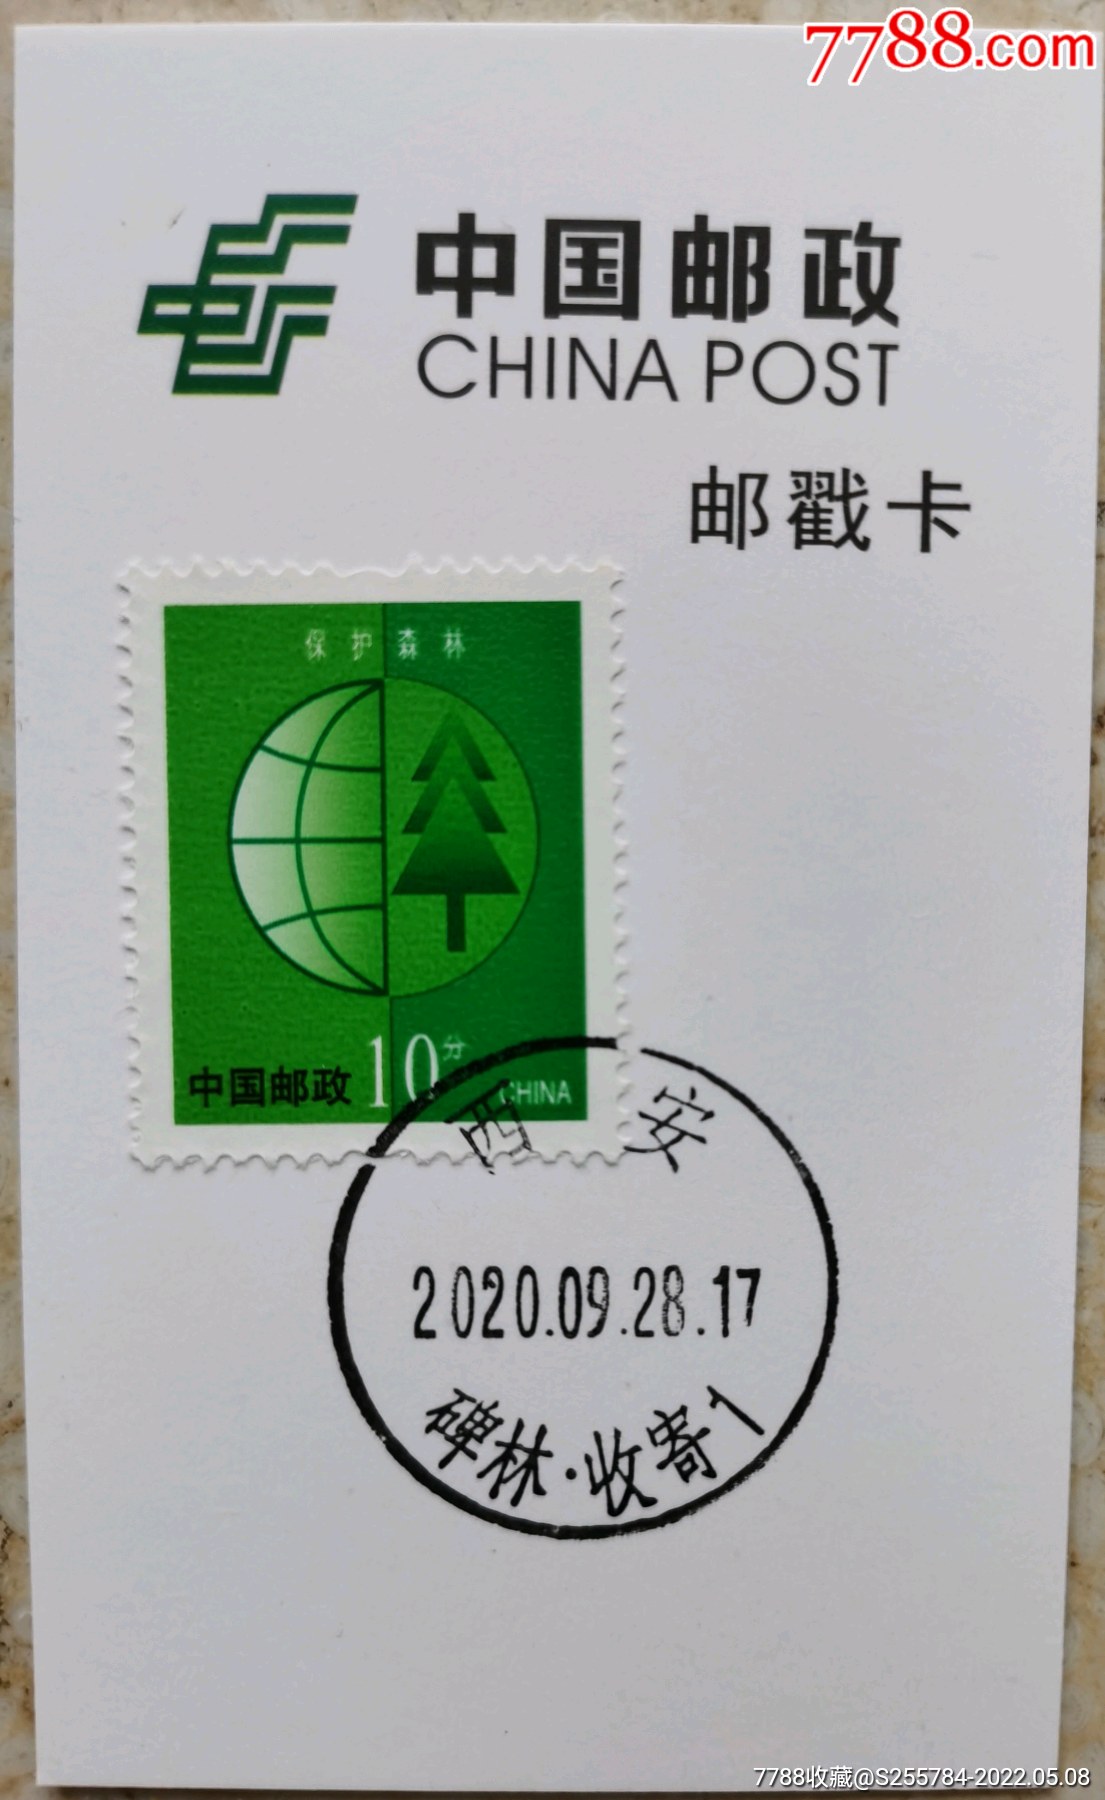 7788.com
中国邮政
CHINA POST
邮戳卡
保护森林
中国邮政 10分 CHINA
西安
2020.09.28.17
碑林·收寄1
7788收藏@S255784-2022.05.08